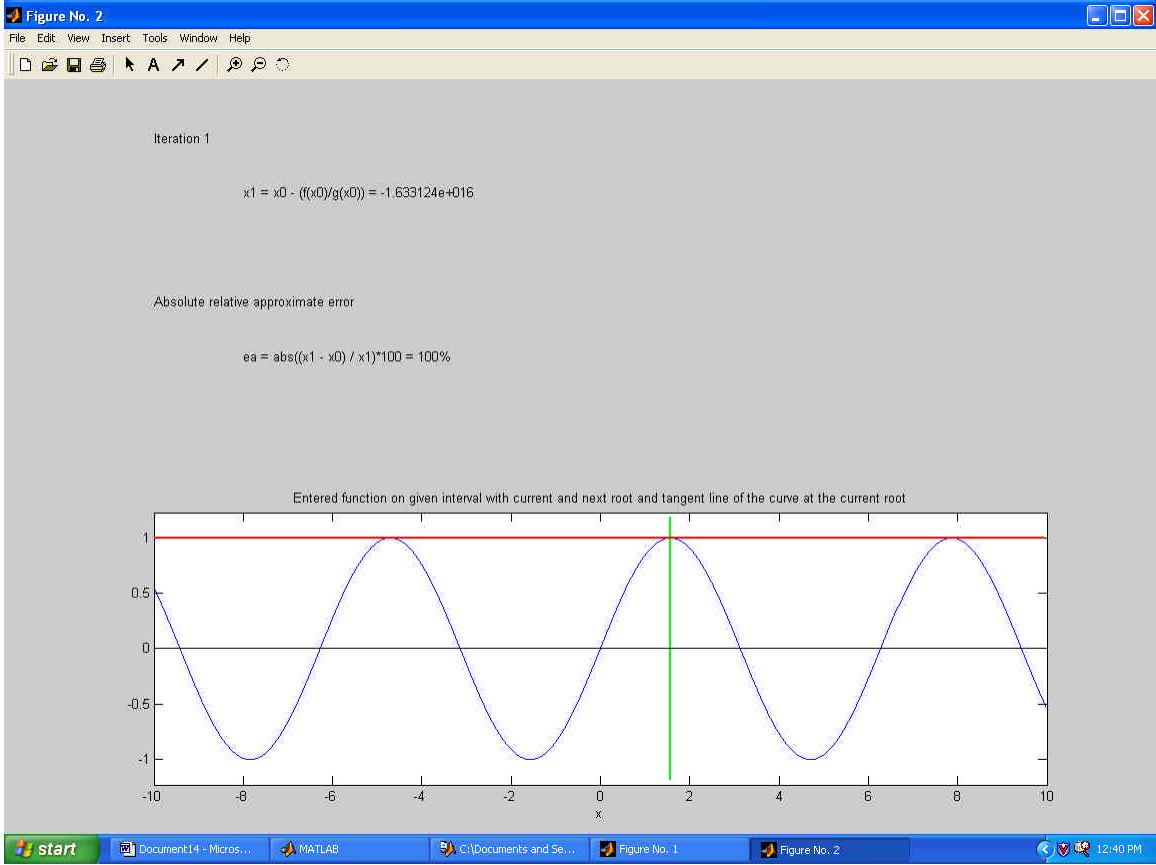 Figure No. 2
File Edit View Insert Tools Window Help
A
Iteration 1
x1 = x0 - (f(x0)/g(x0)) = -1.633124e+016
Absolute relative approximate error
ea = abs((x1 - x0) / x1)*100 = 100%
Entered function on given interval with current and next root and tangent line of the curve at the current root
1
0.5
0
-0.5
-1
-10 -8 -6 -4 -2 0 2 4 6 8 10
x
start Document14 - Micros... MATLAB C:\Documents and Se... Figure No. 1 Figure No. 2 12:40 PM